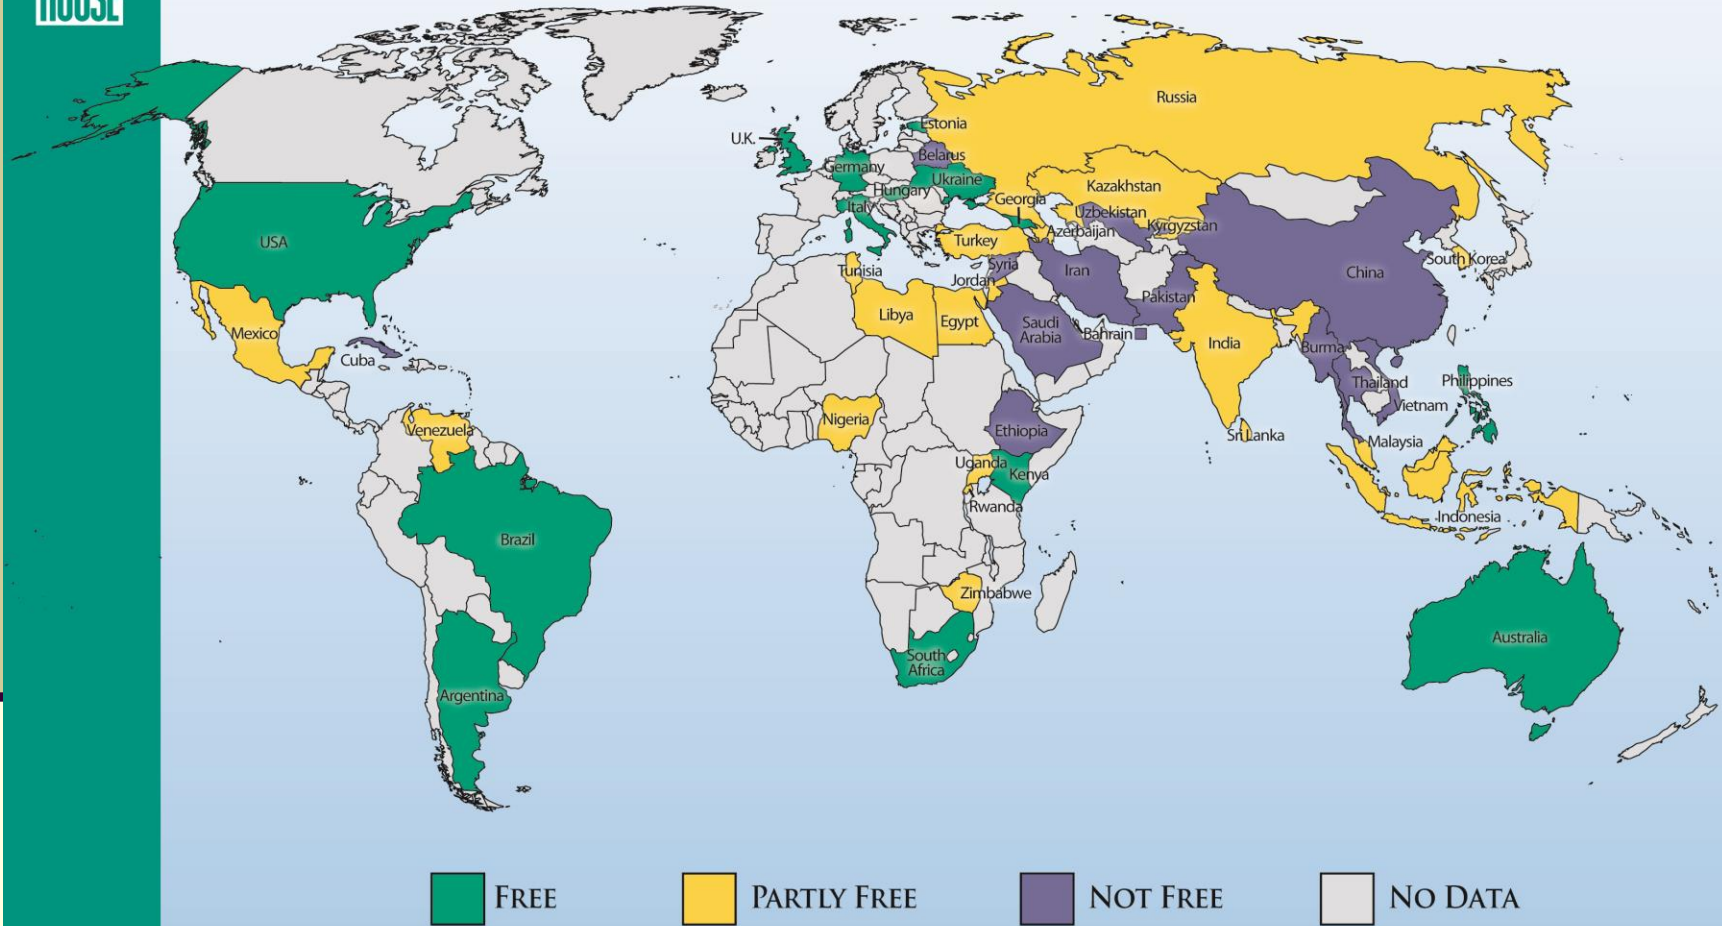 HOUSE
Russia
Estonia
U.K.
Belarus
Germany
Ukraine
Hungary
Kazakhstan
Georgia
Italy
Uzbekistan
Kyrgyzstan
Azerbaijan
USA
Turkey
South Korea
Syria
Tunisia
Iran
China
Jordan
Pakistan
Libya
Egypt
Saudi
Arabia
Bahrain
Mexico
India
Burma
Cuba
Thailand
Philippines
Vietnam
Nigeria
Venezuela
Ethiopia
Sri Lanka
Malaysia
Uganda
Kenya
Rwanda
Indonesia
Brazil
Zimbabwe
Australia
South
Africa
Argentina
FREE
PARTLY FREE
NOT FREE
NO DATA